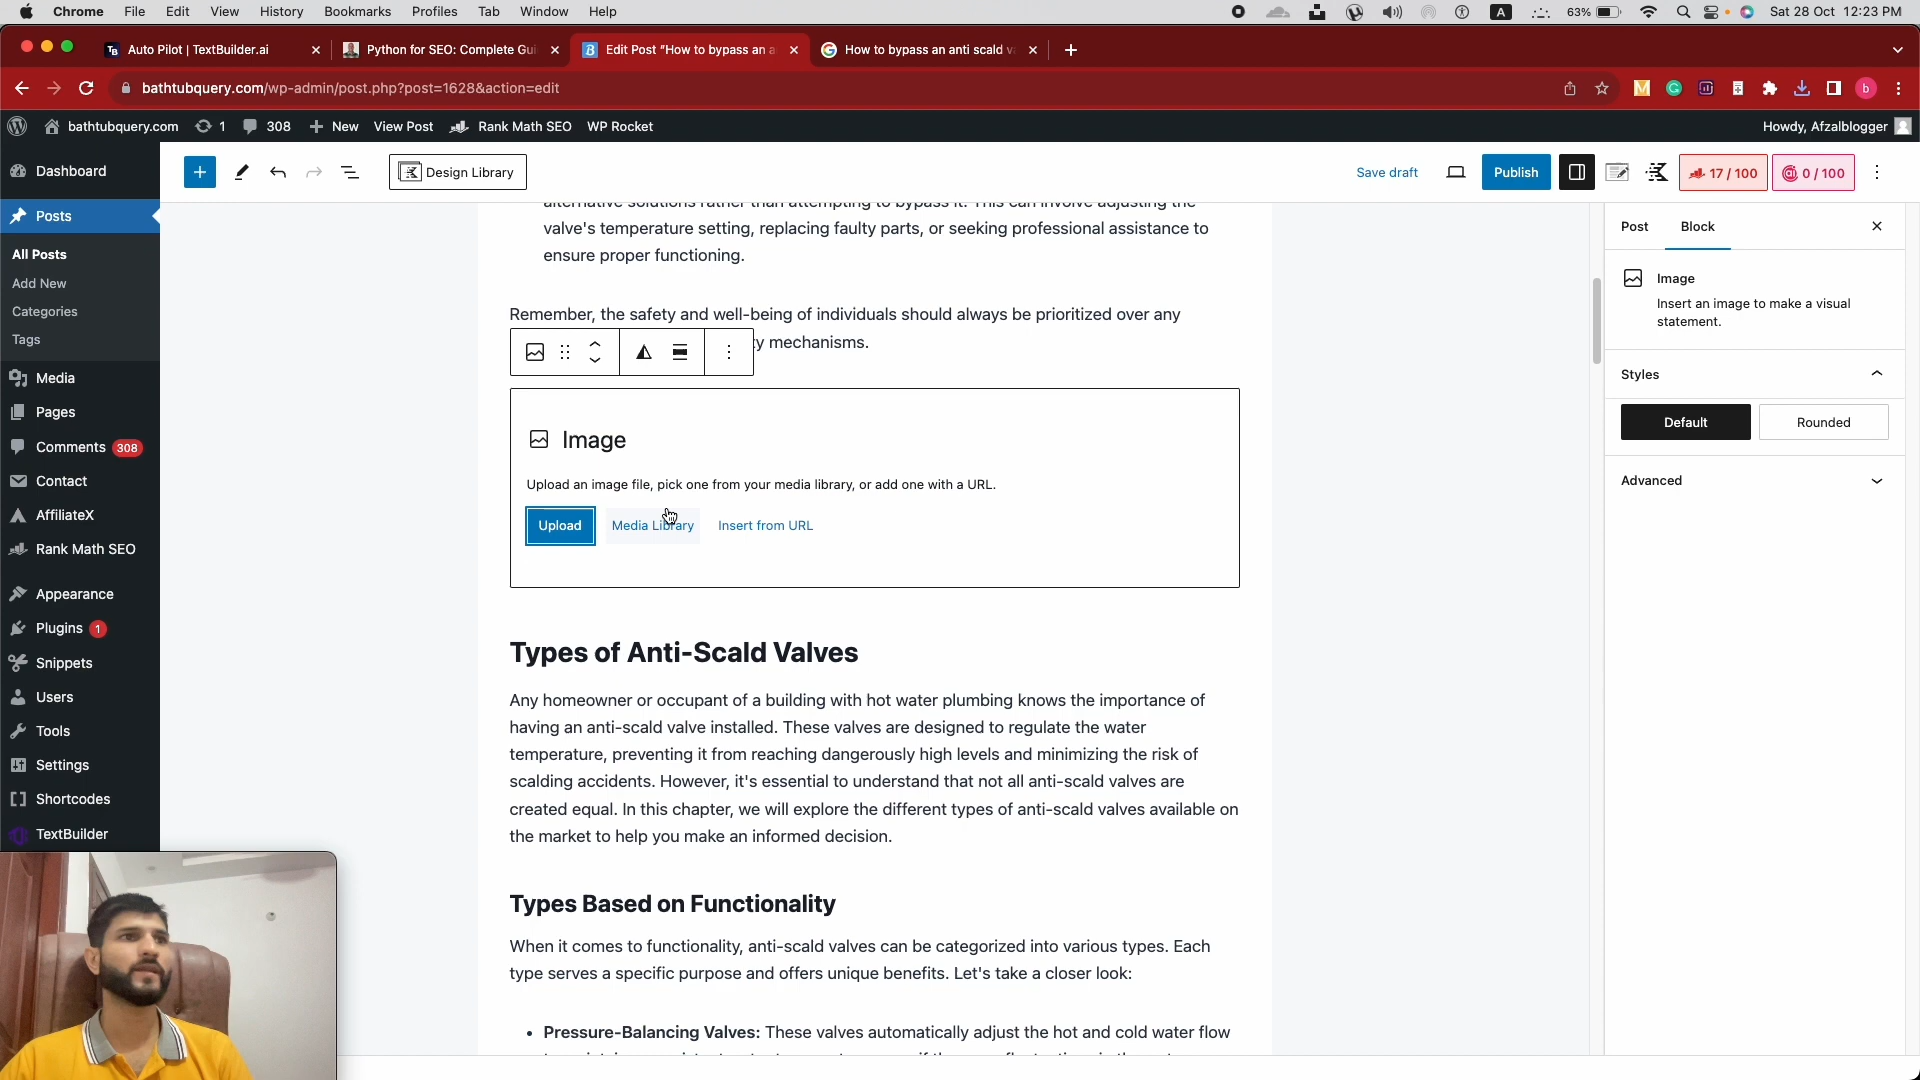 Chrome File Edit View History Bookmarks Profiles Tab Window Help A 63% Sat 28 Oct 12:23 PM
TB Auto Pilot | TextBuilder.ai Python for SEO: Complete Gui Edit Post "How to bypass an a How to bypass an anti scald v
bathtubquery.com/wp-admin/post.php?post=1628&action=edit
bathtubquery.com 1 308 New View Post Rank Math SEO WP Rocket Howdy, Afzalblogger
Dashboard
Design Library
Save draft
Publish
17 / 100
0 / 100
Posts
All Posts
Add New
Categories
Tags
Media
Pages
Comments 308
Contact
AffiliateX
Rank Math SEO
Appearance
Plugins 1
Snippets
Users
Tools
Settings
Shortcodes
TextBuilder
alternative solutions rather than attempting to bypass it. This can involve adjusting the
valve's temperature setting, replacing faulty parts, or seeking professional assistance to
ensure proper functioning.
Remember, the safety and well-being of individuals should always be prioritized over any
y mechanisms.
Image
Upload an image file, pick one from your media library, or add one with a URL.
Upload Media Library Insert from URL
Types of Anti-Scald Valves
Any homeowner or occupant of a building with hot water plumbing knows the importance of
having an anti-scald valve installed. These valves are designed to regulate the water
temperature, preventing it from reaching dangerously high levels and minimizing the risk of
scalding accidents. However, it's essential to understand that not all anti-scald valves are
created equal. In this chapter, we will explore the different types of anti-scald valves available on
the market to help you make an informed decision.
Types Based on Functionality
When it comes to functionality, anti-scald valves can be categorized into various types. Each
type serves a specific purpose and offers unique benefits. Let's take a closer look:
• Pressure-Balancing Valves: These valves automatically adjust the hot and cold water flow
Post Block
Image
Insert an image to make a visual
statement.
Styles
Default Rounded
Advanced